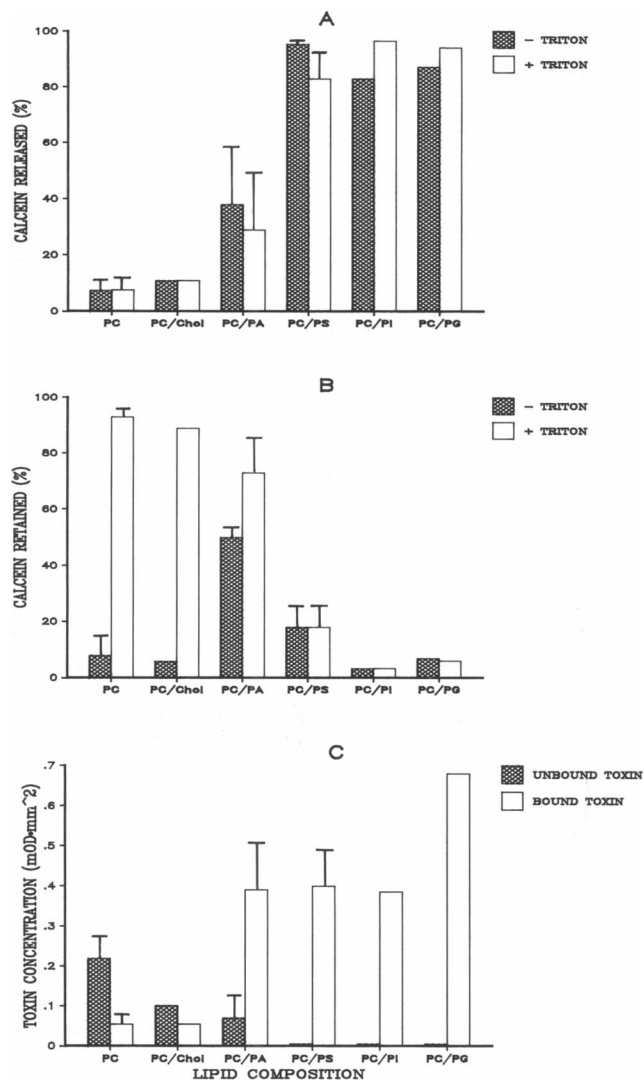 A
CALCEIN RELEASED (%)
100
80
60
40
20
0
− TRITON
+ TRITON
PC PC/Chol PC/PA PC/PS PC/PI PC/PG
B
CALCEIN RETAINED (%)
100
80
60
40
20
0
− TRITON
+ TRITON
PC PC/Chol PC/PA PC/PS PC/PI PC/PG
C
TOXIN CONCENTRATION (mOD•mm^2)
.7
.6
.5
.4
.3
.2
.1
0
UNBOUND TOXIN
BOUND TOXIN
PC PC/Chol PC/PA PC/PS PC/PI PC/PG
LIPID COMPOSITION